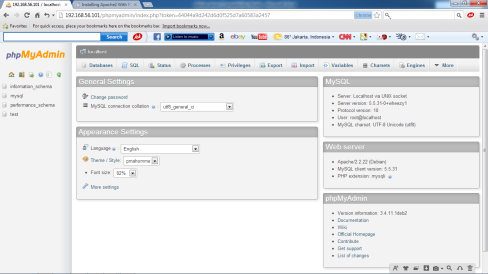 192.168.56.101 / localhost
Installing Apache2 With P
192.168.56.101/phpmyadmin/index.php?token=
For quick access, place your bookmarks here on the bookmarks bar. Import bookmarks now...
Search
Listen to music
ebay
YouTube
86° Jakarta, Indonesia
CNN
phpMyAdmin
localhost
Databases
SQL
Status
Processes
Privileges
Export
Import
Variables
Charsets
Engines
More
information_schema
mysql
performance_schema
test
General Settings
Change password
MySQL connection collation
utf8_general_ci
Appearance Settings
Language
English
Theme / Style:
pmahomme
Font size:
82%
More settings
MySQL
Server: Localhost via UNIX socket
Server version: 5.5.31-0+wheezy1
Protocol version: 10
User: root@localhost
MySQL charset: UTF-8 Unicode (utf8)
Web server
Apache/2.2.22 (Debian)
MySQL client version: 5.5.31
PHP extension: mysqli
phpMyAdmin
Version information: 3.4.11.1deb2
Documentation
Wiki
Official Homepage
Contribute
Get support
List of changes